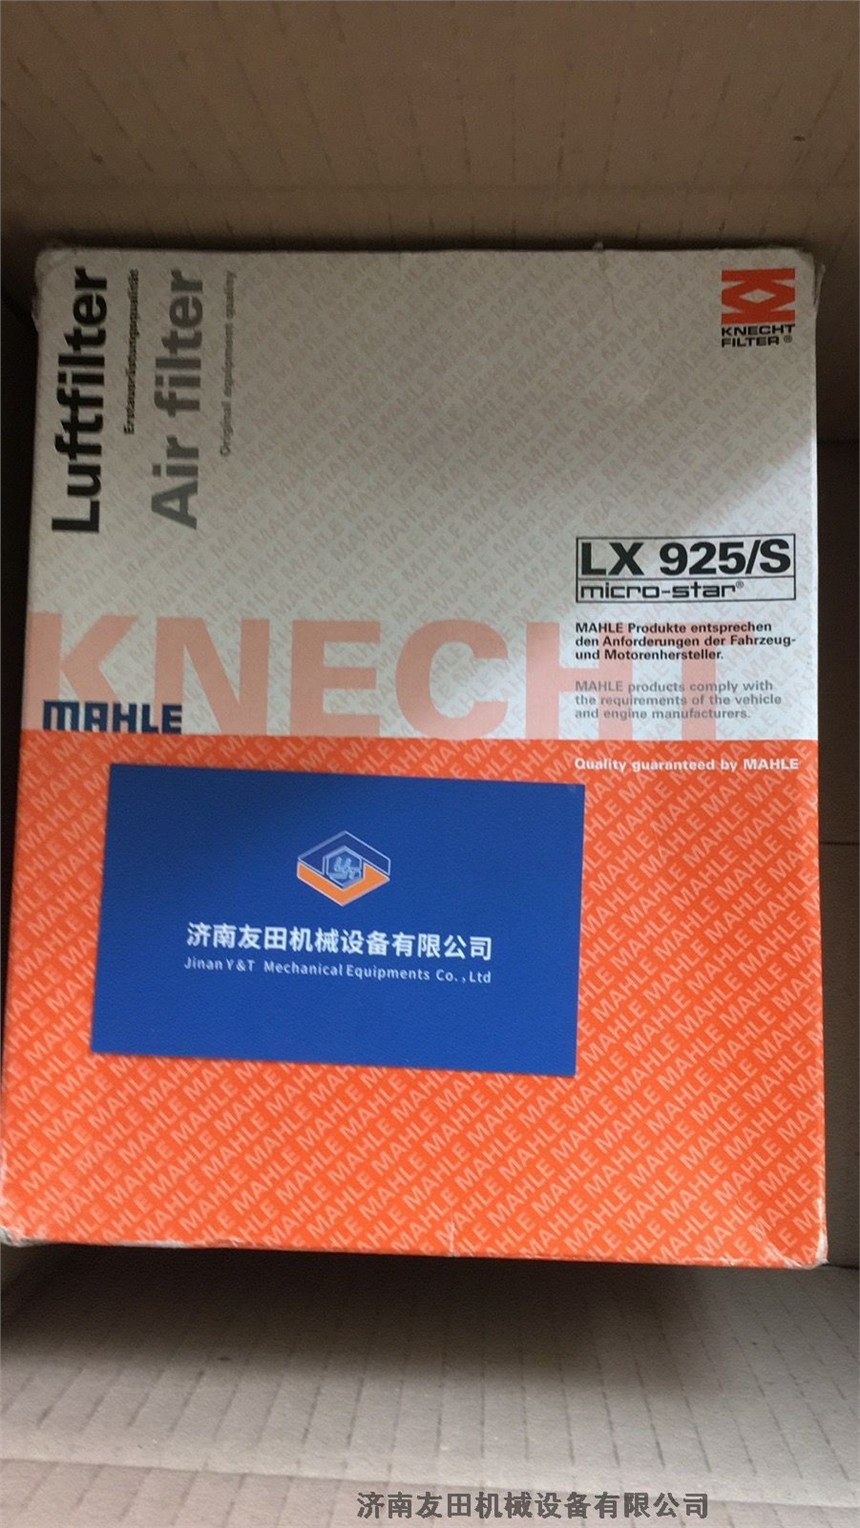 Luftfilter
Erstausrüstungsqualität
Air filter
Original equipment quality
KNECHT
FILTER ®
LX 925/S
micro-star®
MAHLE Produkte entsprechen
den Anforderungen der Fahrzeug-
und Motorenhersteller.
MAHLE products comply with
the requirements of the vehicle
and engine manufacturers.
KNECHT
MAHLE
Quality guaranteed by MAHLE
济南友田机械设备有限公司
Jinan Y&T Mechanical Equipments Co.,Ltd
济南友田机械设备有限公司